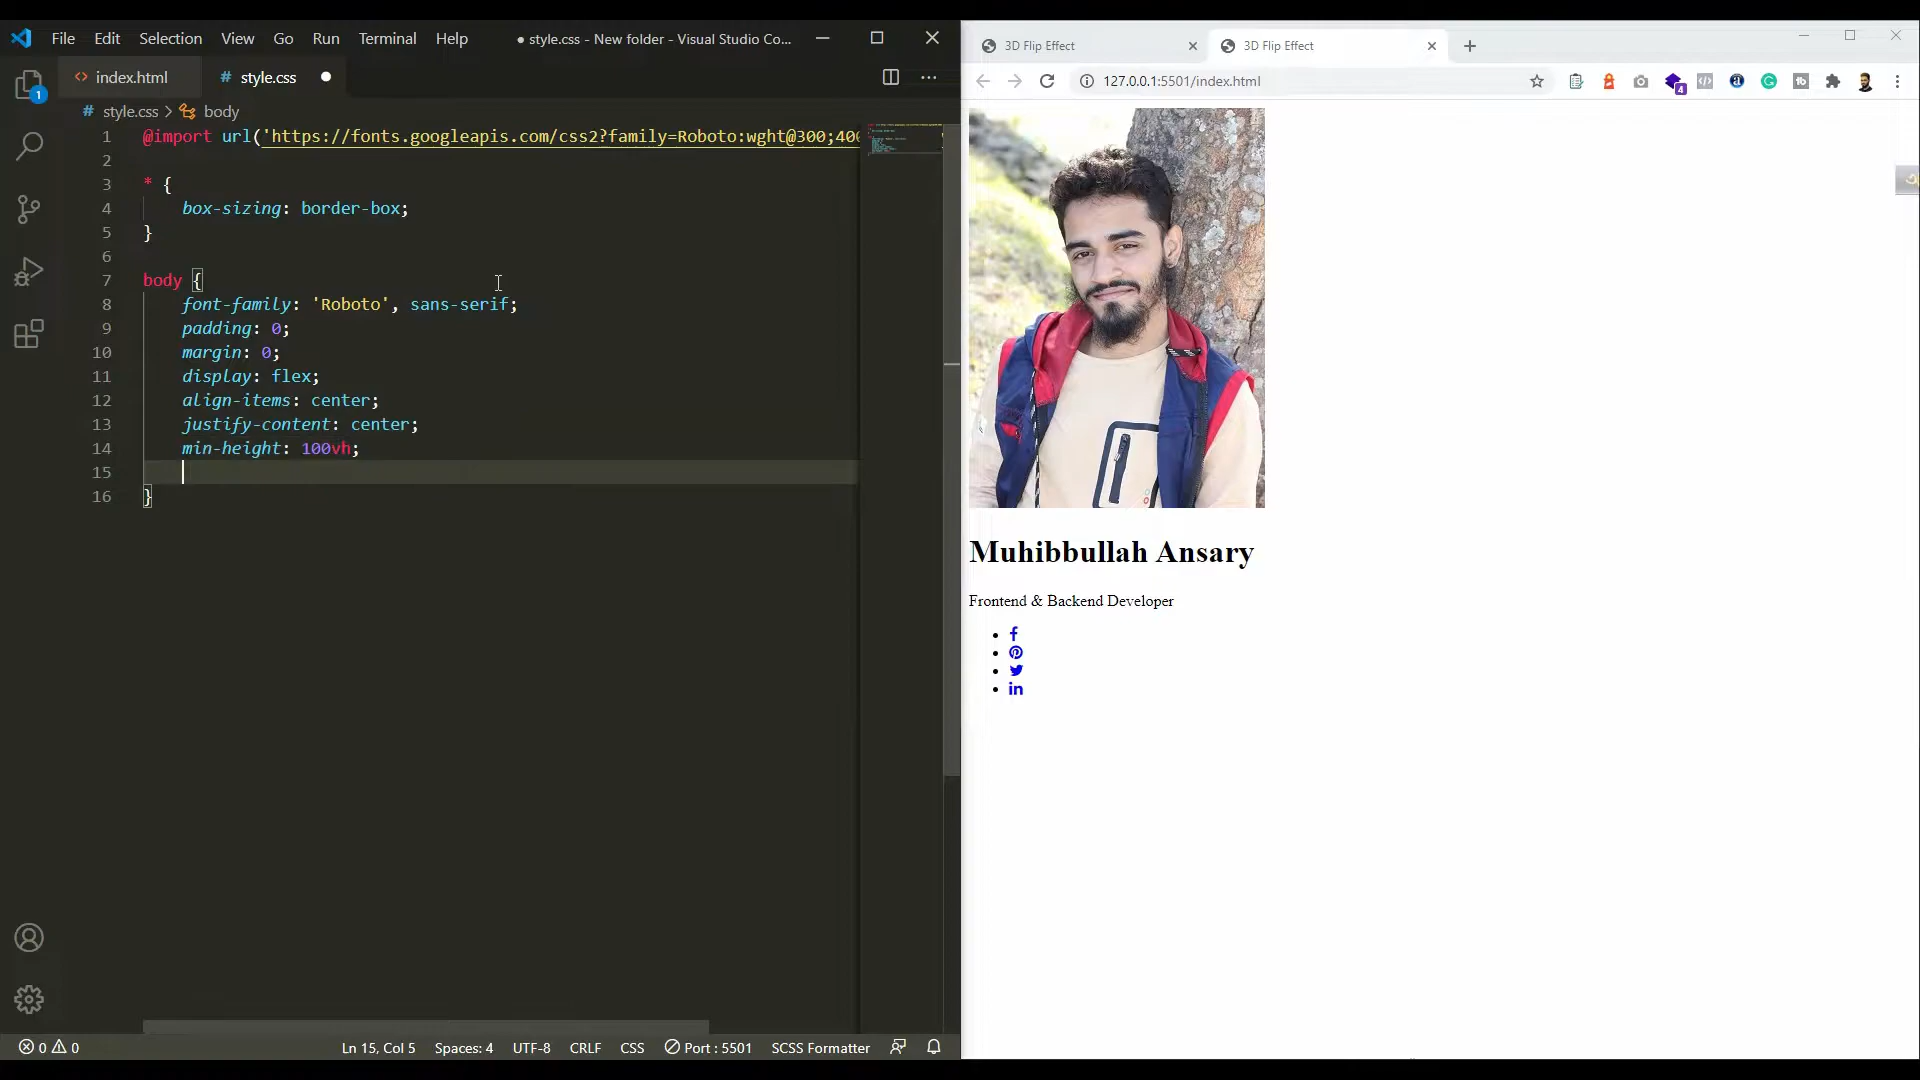 File Edit Selection View Go Run Terminal Help
● style.css - New folder - Visual Studio Co...
index.html
# style.css
# style.css > body
1 @import url('https://fonts.googleapis.com/css2?family=Roboto:wght@300;400
2
3 * {
4 box-sizing: border-box;
5 }
6
7 body {
8 font-family: 'Roboto', sans-serif;
9 padding: 0;
10 margin: 0;
11 display: flex;
12 align-items: center;
13 justify-content: center;
14 min-height: 100vh;
15
16 }
1
0 0
Ln 15, Col 5 Spaces: 4 UTF-8 CRLF CSS Port : 5501 SCSS Formatter
3D Flip Effect
3D Flip Effect
127.0.0.1:5501/index.html
4
Muhibbullah Ansary
Frontend & Backend Developer